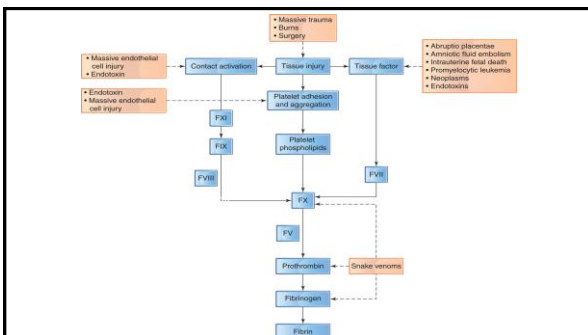 • Massive trauma
• Burns
• Surgery
• Massive endothelial
cell injury
• Endotoxin
Contact activation
Tissue injury
Tissue factor
• Abruptio placentae
• Amniotic fluid embolism
• Intrauterine fetal death
• Promyelocytic leukemia
• Neoplasms
• Endotoxins
• Endotoxin
• Massive endothelial
cell injury
Platelet adhesion
and aggregation
FXI
FIX
Platelet
phospholipids
FVIII
FVII
FX
FV
Prothrombin
Snake venoms
Fibrinogen
Fibrin